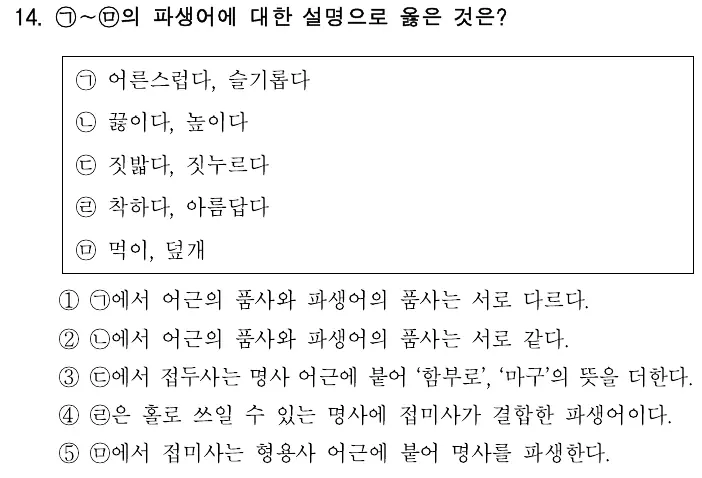 14. ㉠~㉤의 파생어에 대한 설명으로 옳은 것은?
㉠ 어른스럽다, 슬기롭다
㉡ 끓이다, 높이다
㉢ 짓밟다, 짓누르다
㉣ 착하다, 아름답다
㉤ 먹이, 덮개
① ㉠에서 어근의 품사와 파생어의 품사는 서로 다르다.
② ㉡에서 어근의 품사와 파생어의 품사는 서로 같다.
③ ㉢에서 접두사는 명사 어근에 붙어 '함부로', '마구'의 뜻을 더한다.
④ ㉣은 홀로 쓰일 수 있는 명사에 접미사가 결합한 파생어이다.
⑤ ㉤에서 접미사는 형용사 어근에 붙어 명사를 파생한다.